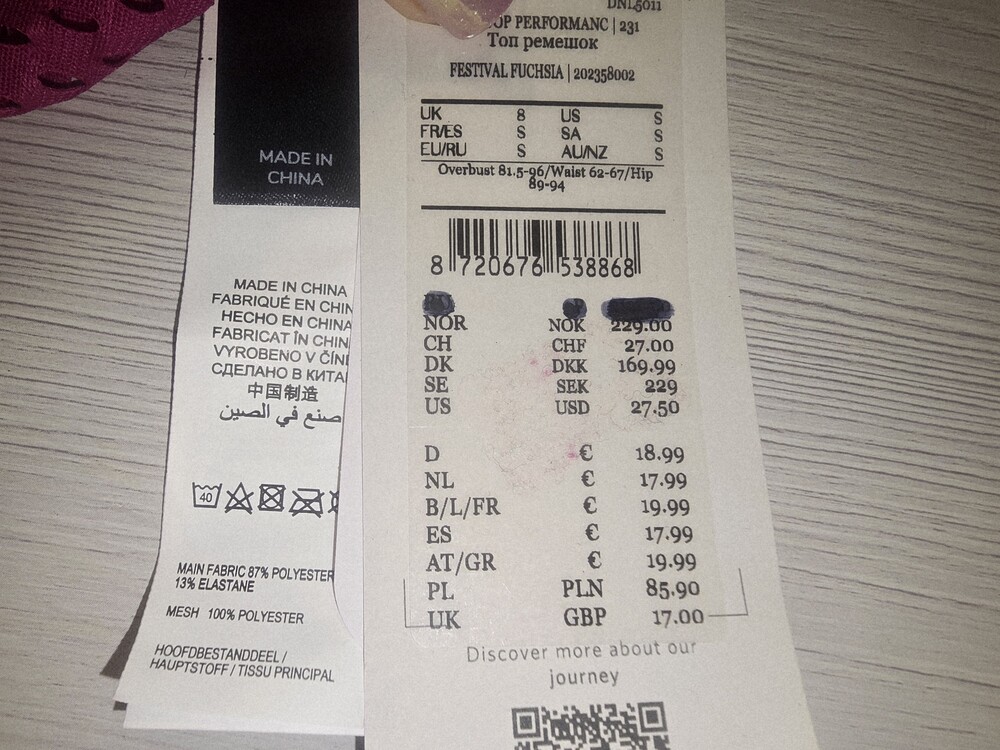 MADE IN
CHINA
MADE IN CHINA
FABRIQUÉ EN
HECHO EN CHINA
FABRICAT ÎN
VYROBENO V
СДЕЛАНО В
中国制造
صنع في الصين
40
MAIN FABRIC 87% POLYESTER
13% ELASTANE
MESH 100% POLYESTER
HOOFDBESTANDDEEL /
HAUPTSTOFF / TISSU PRINCIPAL
DNL5011
OP PERFORMANC | 231
Топ ремешок
FESTIVAL FUCHSIA | 202358002
UK 8 US S
FR/ES S SA S
EU/RU S AU/NZ S
Overbust 81.5-96/Waist 62-67/Hip
89-94
8 720676 538868
NOR NOK 229.00
CH CHF 27.00
DK DKK 169.99
SE SEK 229
US USD 27.50
D € 18.99
NL € 17.99
B/L/FR € 19.99
ES € 17.99
AT/GR € 19.99
PL PLN 85.90
UK GBP 17.00
Discover more about our
journey